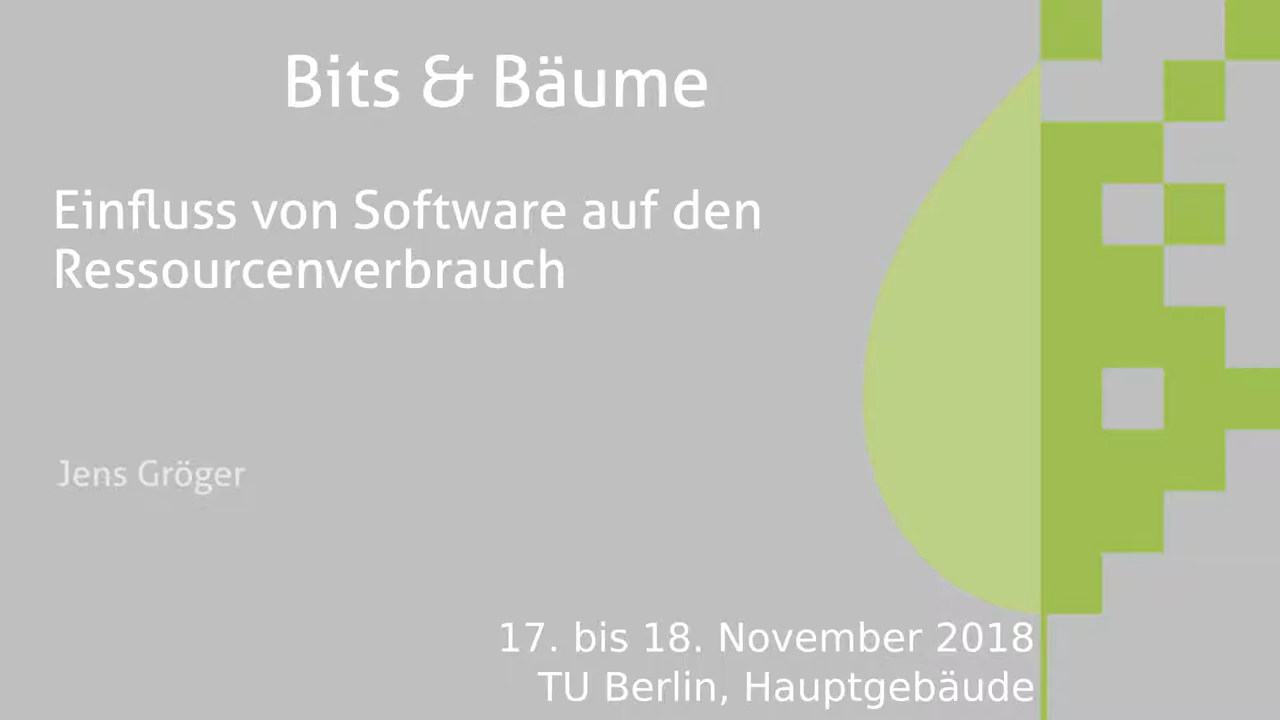 Bits & Bäume
Einfluss von Software auf den
Ressourcenverbrauch
Jens Gröger
17. bis 18. November 2018
TU Berlin, Hauptgebäude